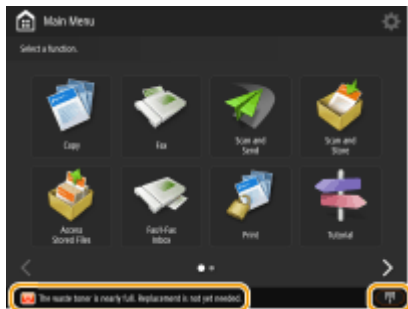 Main Menu
Select a function.
Copy
Fax
Scan and
Send
Scan and
Store
Access
Stored Files
Fax/I-Fax
Inbox
Print
Tutorial
The waste toner is nearly full. Replacement is not yet needed.